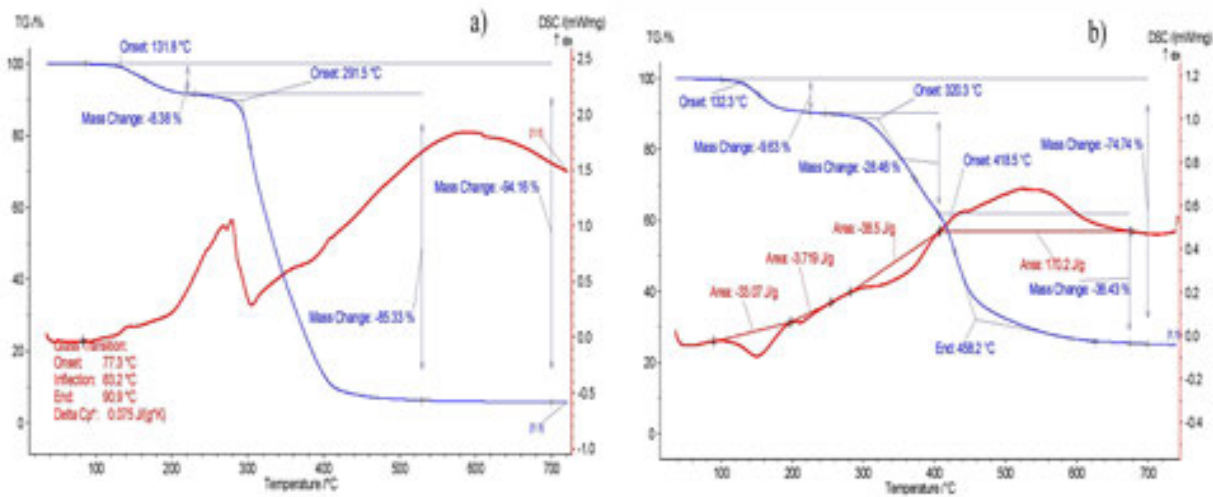 TG /%
a)
DSC /(mW/mg)
↑ exo
Onset: 131.8 °C
2.5
100
Onset: 291.5 °C
2.0
Mass Change: -8.38 %
80
1.5
Mass Change: -94.16 %
60
1.0
40
0.5
Mass Change: -85.33 %
20
0.0
Glass Transition:
Onset: 77.3 °C
Inflection: 83.2 °C
End: 90.9 °C
Delta Cp*: 0.075 J/(g*K)
-0.5
0
-1.0
100 200 300 400 500 600 700
Temperature /°C
TG /%
b)
DSC /(mW/mg)
↑ exo
1.2
100
Onset: 132.3 °C
Onset: 320.3 °C
1.0
Mass Change: -9.63 %
Mass Change: -74.74 %
80
Mass Change: -28.46 %
Onset: 418.5 °C
0.8
0.6
60
Area: -38.5 J/g
0.4
Area: -3.719 J/g
Area: 170.2 J/g
40
Area: -33.07 J/g
Mass Change: -36.43 %
0.2
0.0
End: 458.2 °C
20
-0.2
-0.4
0
100 200 300 400 500 600 700
Temperature /°C